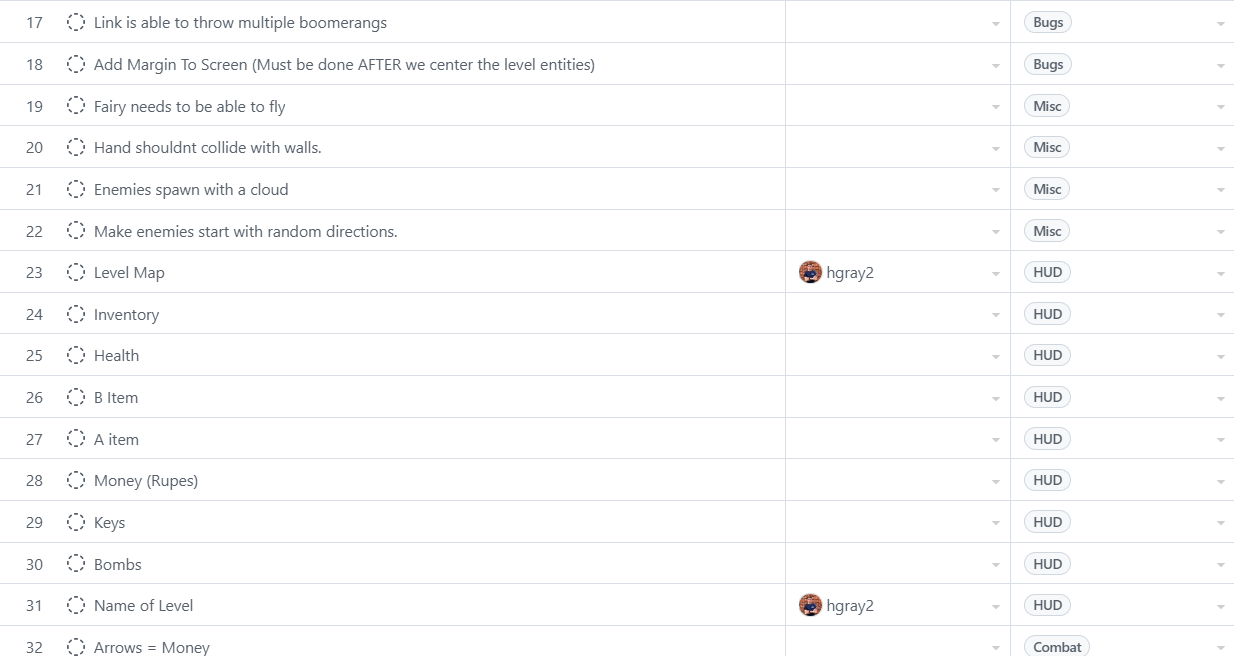 17 Link is able to throw multiple boomerangs Bugs
18 Add Margin To Screen (Must be done AFTER we center the level entities) Bugs
19 Fairy needs to be able to fly Misc
20 Hand shouldnt collide with walls. Misc
21 Enemies spawn with a cloud Misc
22 Make enemies start with random directions. Misc
23 Level Map hgray2 HUD
24 Inventory HUD
25 Health HUD
26 B Item HUD
27 A item HUD
28 Money (Rupes) HUD
29 Keys HUD
30 Bombs HUD
31 Name of Level hgray2 HUD
32 Arrows = Money Combat